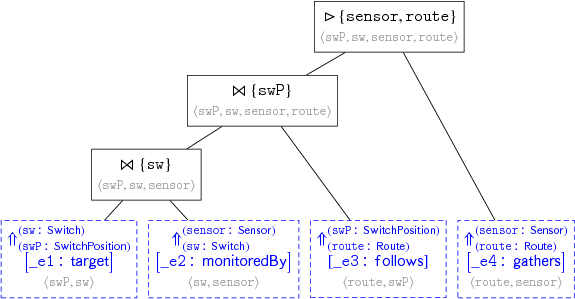 ▷ {sensor, route}
⟨swP, sw, sensor, route⟩
⋈ {swP}
⟨swP, sw, sensor, route⟩
⋈ {sw}
⟨swP, sw, sensor⟩
⇑(sw: Switch)
(swP: SwitchPosition)
[_e1: target]
⟨swP, sw⟩
⇑(sensor: Sensor)
(sw: Switch)
[_e2: monitoredBy]
⟨sw, sensor⟩
⇑(swP: SwitchPosition)
(route: Route)
[_e3: follows]
⟨route, swP⟩
⇑(sensor: Sensor)
(route: Route)
[_e4: gathers]
⟨route, sensor⟩